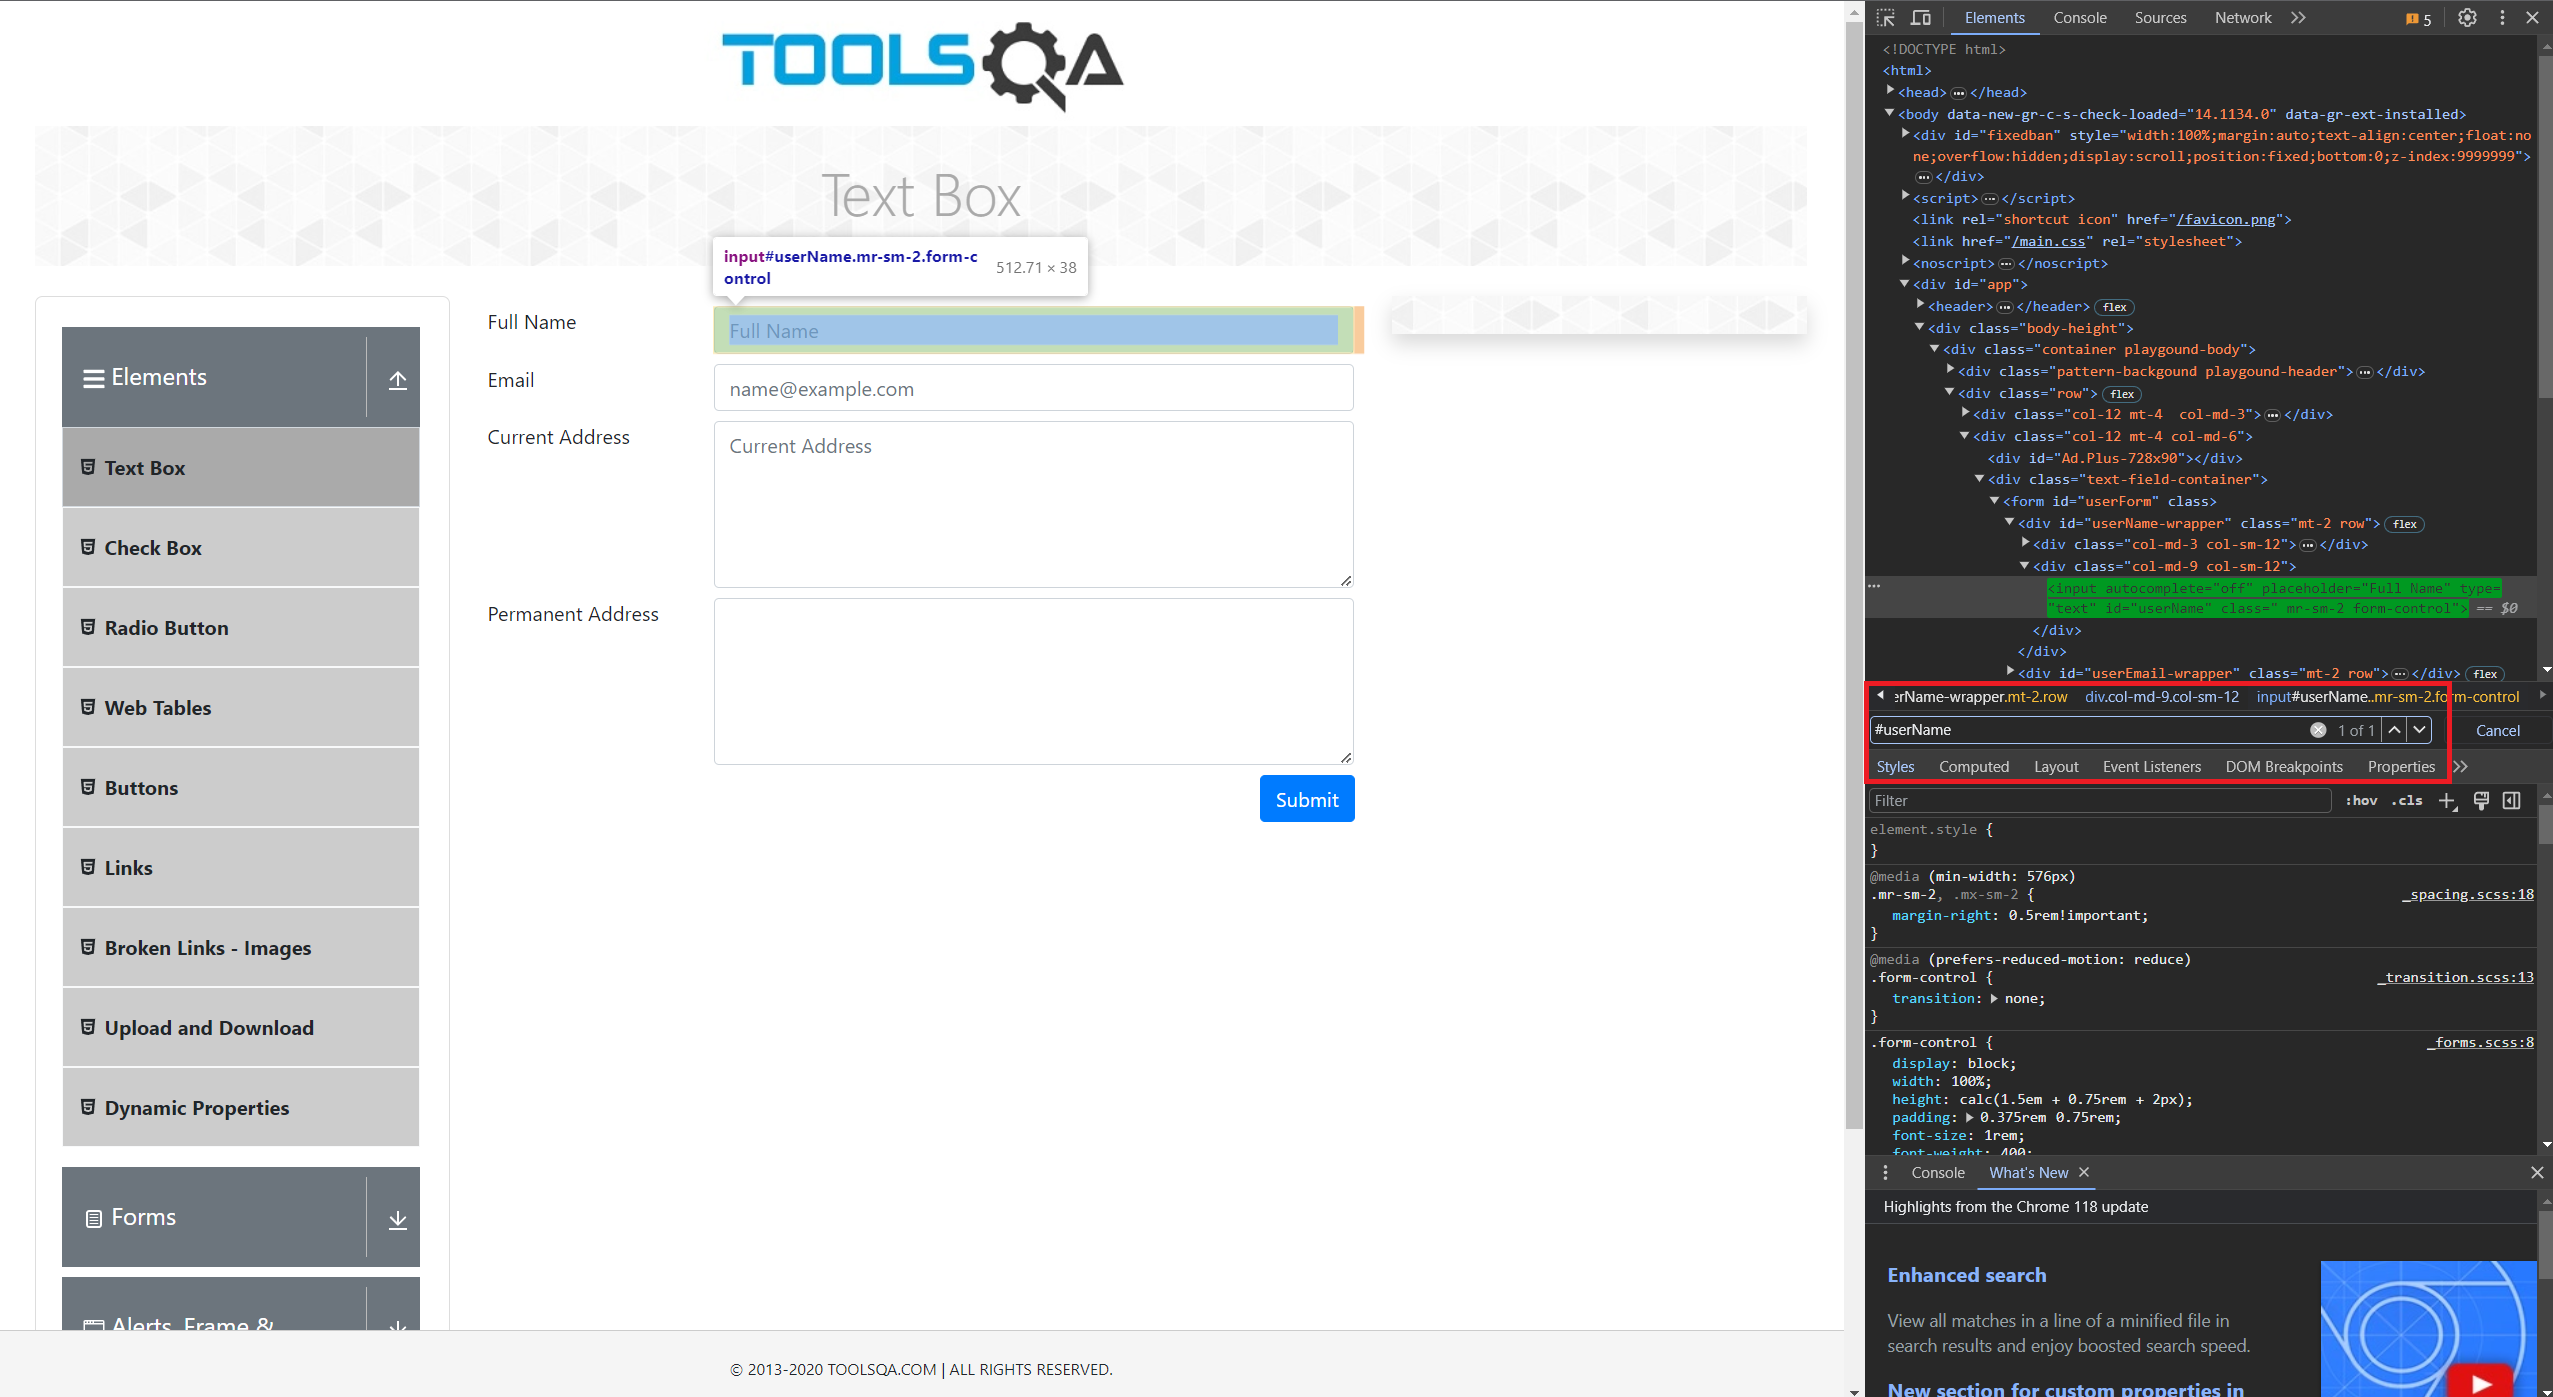 TOOLSQA
Text Box
input#userName.mr-sm-2.form-c
ontrol
512.71 × 38
Full Name
Full Name
Email
name@example.com
Current Address
Current Address
Permanent Address
Submit
Elements
Text Box
Check Box
Radio Button
Web Tables
Buttons
Links
Broken Links - Images
Upload and Download
Dynamic Properties
Forms
Alerts, Frame &
© 2013-2020 TOOLSQA.COM | ALL RIGHTS RESERVED.
Elements Console Sources Network 5
<!DOCTYPE html>
<html>
<head> ⋯ </head>
<body data-new-gr-c-s-check-loaded="14.1134.0" data-gr-ext-installed>
<div id="fixedban" style="width:100%;margin:auto;text-align:center;float:no
ne;overflow:hidden;display:scroll;position:fixed;bottom:0;z-index:9999999">
⋯ </div>
<script> ⋯ </script>
<link rel="shortcut icon" href="/favicon.png">
<link href="/main.css" rel="stylesheet">
<noscript> ⋯ </noscript>
<div id="app">
<header> ⋯ </header> flex
<div class="body-height">
<div class="container playgound-body">
<div class="pattern-backgound playgound-header"> ⋯ </div>
<div class="row"> flex
<div class="col-12 mt-4  col-md-3"> ⋯ </div>
<div class="col-12 mt-4 col-md-6">
<div id="Ad.Plus-728x90"></div>
<div class="text-field-container">
<form id="userForm" class>
<div id="userName-wrapper" class="mt-2 row"> flex
<div class="col-md-3 col-sm-12"> ⋯ </div>
<div class="col-md-9 col-sm-12">
<input autocomplete="off" placeholder="Full Name" type=
"text" id="userName" class=" mr-sm-2 form-control"> == $0
</div>
</div>
<div id="userEmail-wrapper" class="mt-2 row"> ⋯ </div> flex
erName-wrapper.mt-2.row div.col-md-9.col-sm-12 input#userName..mr-sm-2.form-control
#userName 1 of 1 Cancel
Styles Computed Layout Event Listeners DOM Breakpoints Properties
Filter :hov .cls
element.style {
}
@media (min-width: 576px)
.mr-sm-2, .mx-sm-2 { _spacing.scss:18
margin-right: 0.5rem!important;
}
@media (prefers-reduced-motion: reduce)
.form-control { _transition.scss:13
transition: none;
}
.form-control { _forms.scss:8
display: block;
width: 100%;
height: calc(1.5em + 0.75rem + 2px);
padding: 0.375rem 0.75rem;
font-size: 1rem;
font-weight: 400;
Console What's New
Highlights from the Chrome 118 update
Enhanced search
View all matches in a line of a minified file in
search results and enjoy boosted search speed.
New section for custom properties in